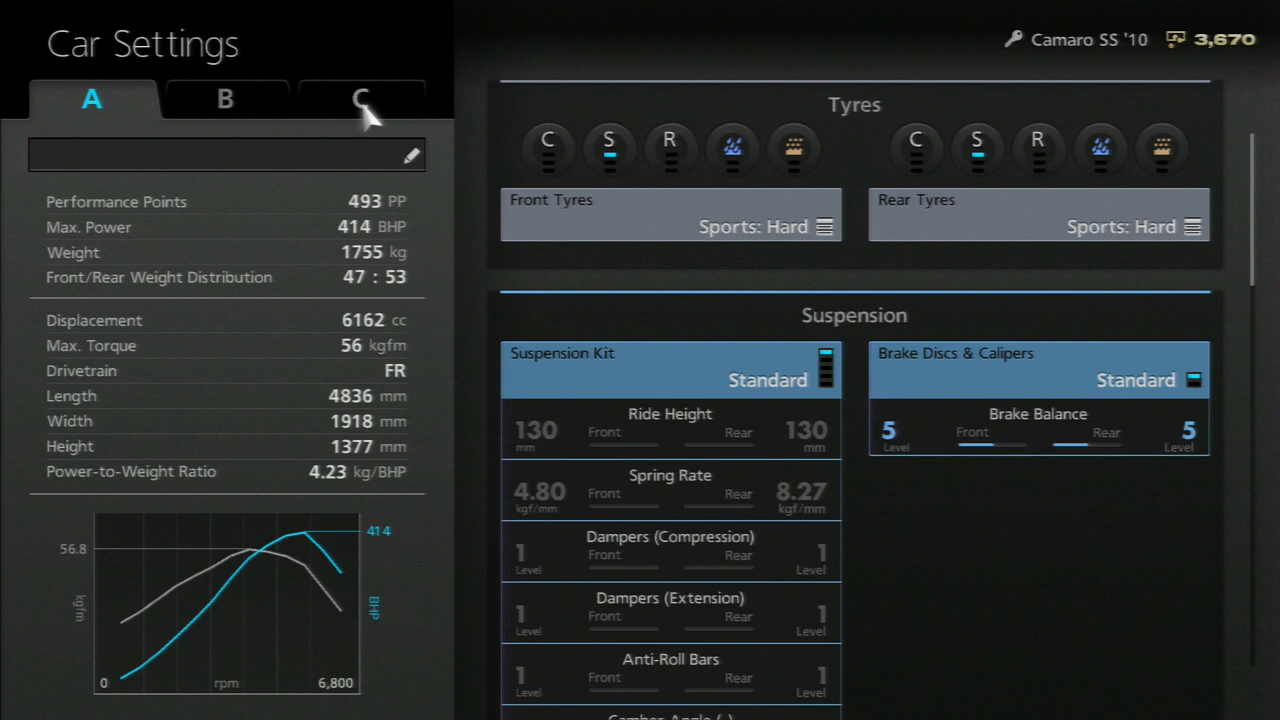 Car Settings
Camaro SS '10
3,670
A
B
C
Performance Points 493 PP
Max. Power 414 BHP
Weight 1755 kg
Front/Rear Weight Distribution 47 : 53
Displacement 6162 cc
Max. Torque 56 kgfm
Drivetrain FR
Length 4836 mm
Width 1918 mm
Height 1377 mm
Power-to-Weight Ratio 4.23 kg/BHP
414
56.8
kgfm
BHP
0 rpm 6,800
Tyres
C S R
C S R
Front Tyres
Sports: Hard
Rear Tyres
Sports: Hard
Suspension
Suspension Kit
Standard
Ride Height
130 mm Front Rear 130 mm
Spring Rate
4.80 kgf/mm Front Rear 8.27 kgf/mm
Dampers (Compression)
1 Level Front Rear 1 Level
Dampers (Extension)
1 Level Front Rear 1 Level
Anti-Roll Bars
1 Level Front Rear 1 Level
Camber Angle (-)
Brake Discs & Calipers
Standard
Brake Balance
5 Level Front Rear 5 Level